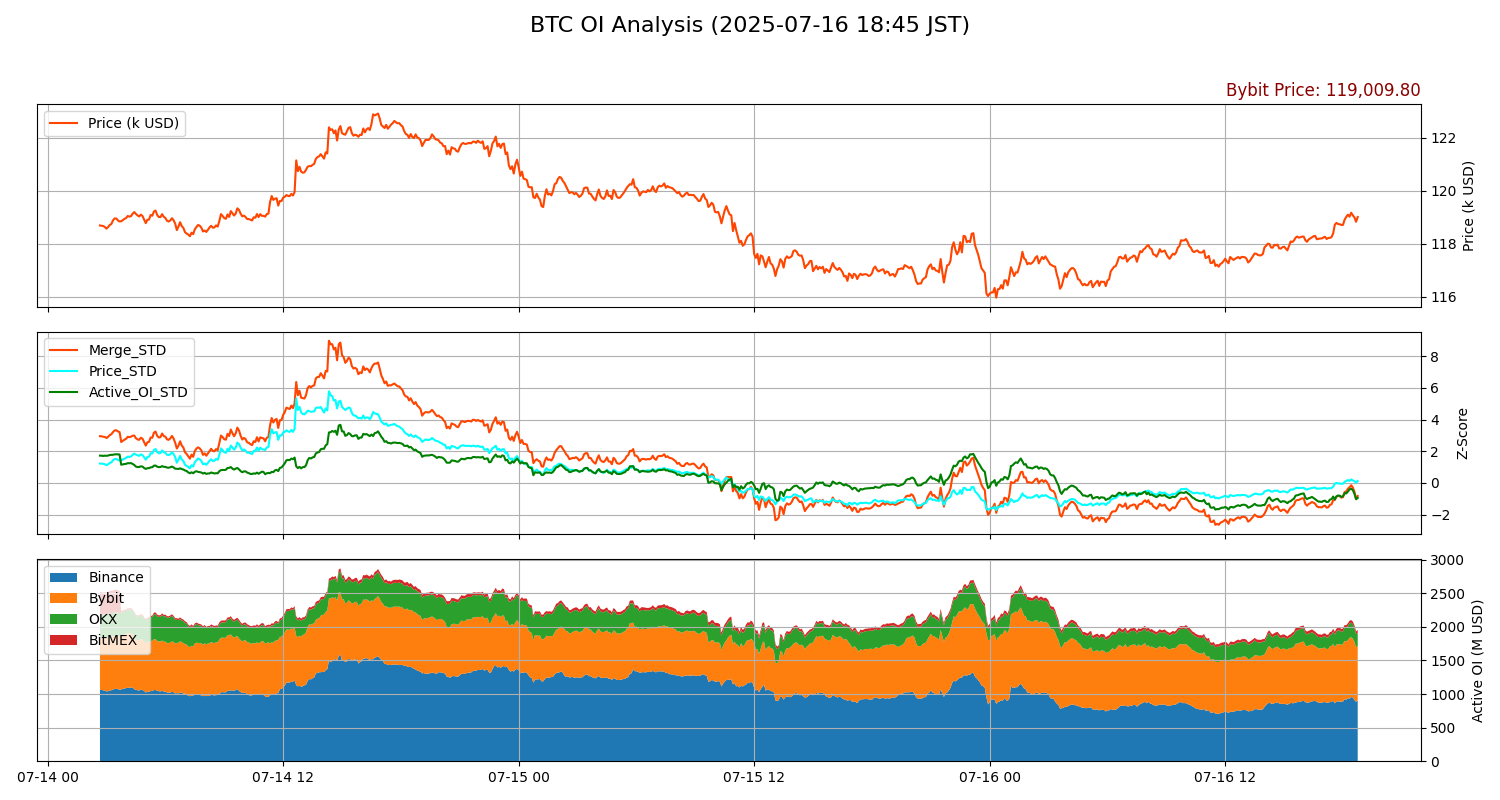 BTC OI Analysis (2025-07-16 18:45 JST)
Bybit Price: 119,009.80
Price (k USD)
122
120
118
116
Price (k USD)
Merge_STD
Price_STD
Active_OI_STD
8
6
4
2
0
−2
Z-Score
Binance
Bybit
OKX
BitMEX
3000
2500
2000
1500
1000
500
0
Active OI (M USD)
07-14 00
07-14 12
07-15 00
07-15 12
07-16 00
07-16 12